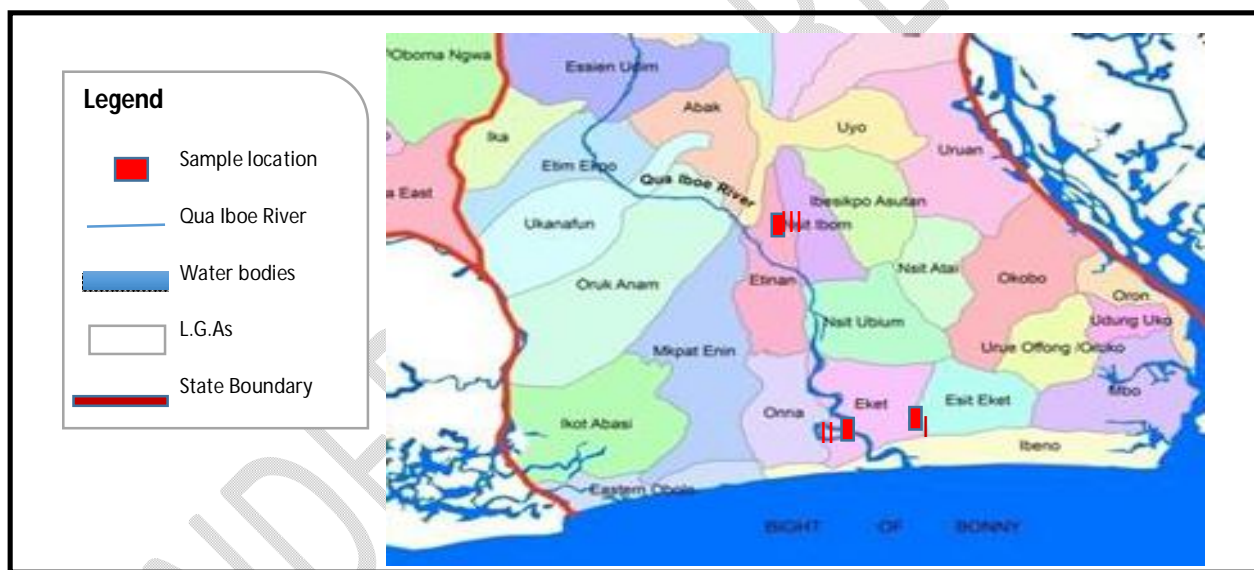 Legend
Sample location
Qua Iboe River
Water bodies
L.G.As
State Boundary
Oboma Ngwa
Essien Udim
Abak
Uyo
Ika
Etim Ekpo
Uruan
a East
Qua Iboe River
Ibesikpo Asutan
Ukanafun
III
Nsit Ibom
Nsit Atai
Okobo
Oruk Anam
Etinan
Oron
Udung Uko
Nsit Ubium
Mkpat Enin
Urue Offong /Oruko
Mbo
Onna
Eket
Esit Eket
Ikot Abasi
II
I
Ibeno
Eastern Obolo
BIGHT OF BONNY